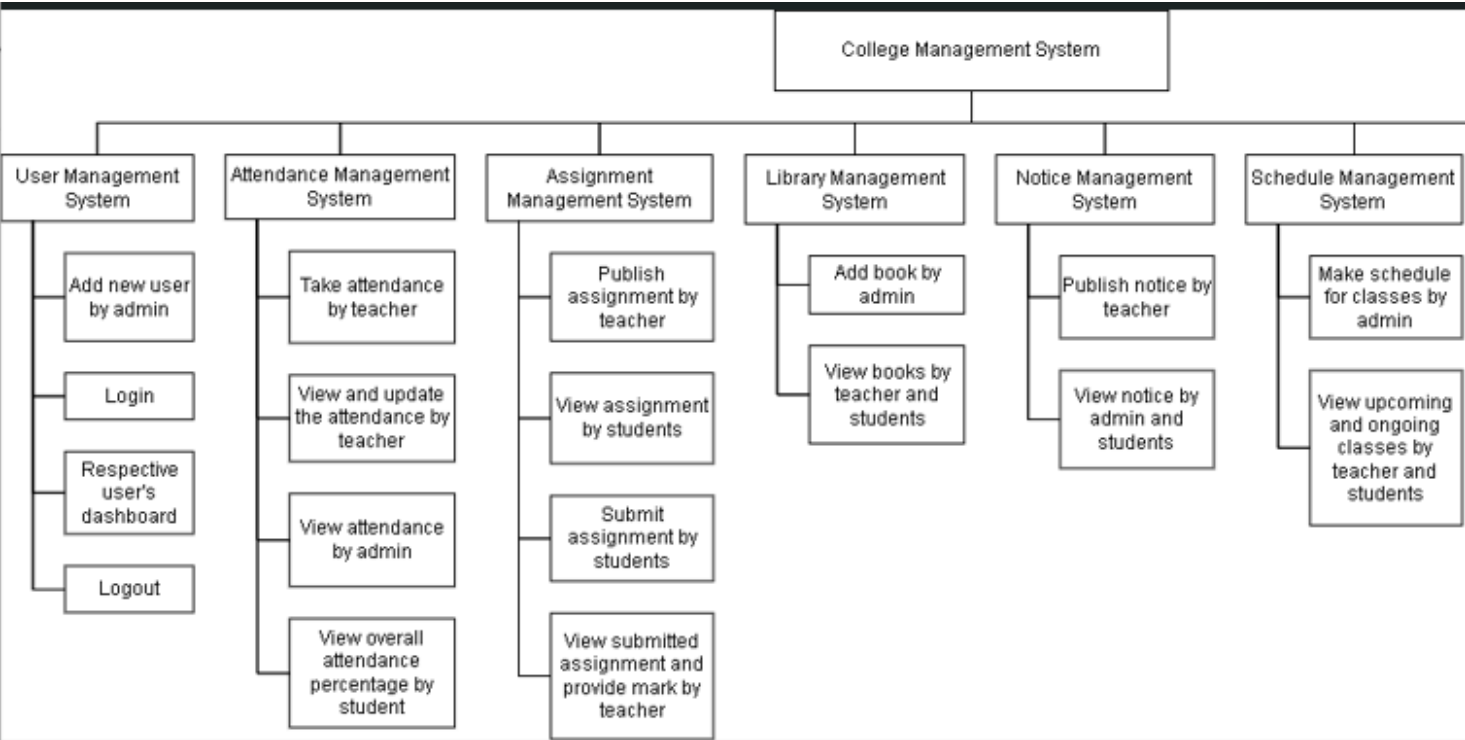 College Management System
User Management
System
Attendance Management
System
Assignment
Management System
Library Management
System
Notice Management
System
Schedule Management
System
Add new user
by admin
Login
Respective
user's
dashboard
Logout
Take attendance
by teacher
View and update
the attendance by
teacher
View attendance
by admin
View overall
attendance
percentage by
student
Publish
assignment by
teacher
View assignment
by students
Submit
assignment by
students
View submitted
assignment and
provide mark by
teacher
Add book by
admin
View books by
teacher and
students
Publish notice by
teacher
View notice by
admin and
students
Make schedule
for classes by
admin
View upcoming
and ongoing
classes by
teacher and
students